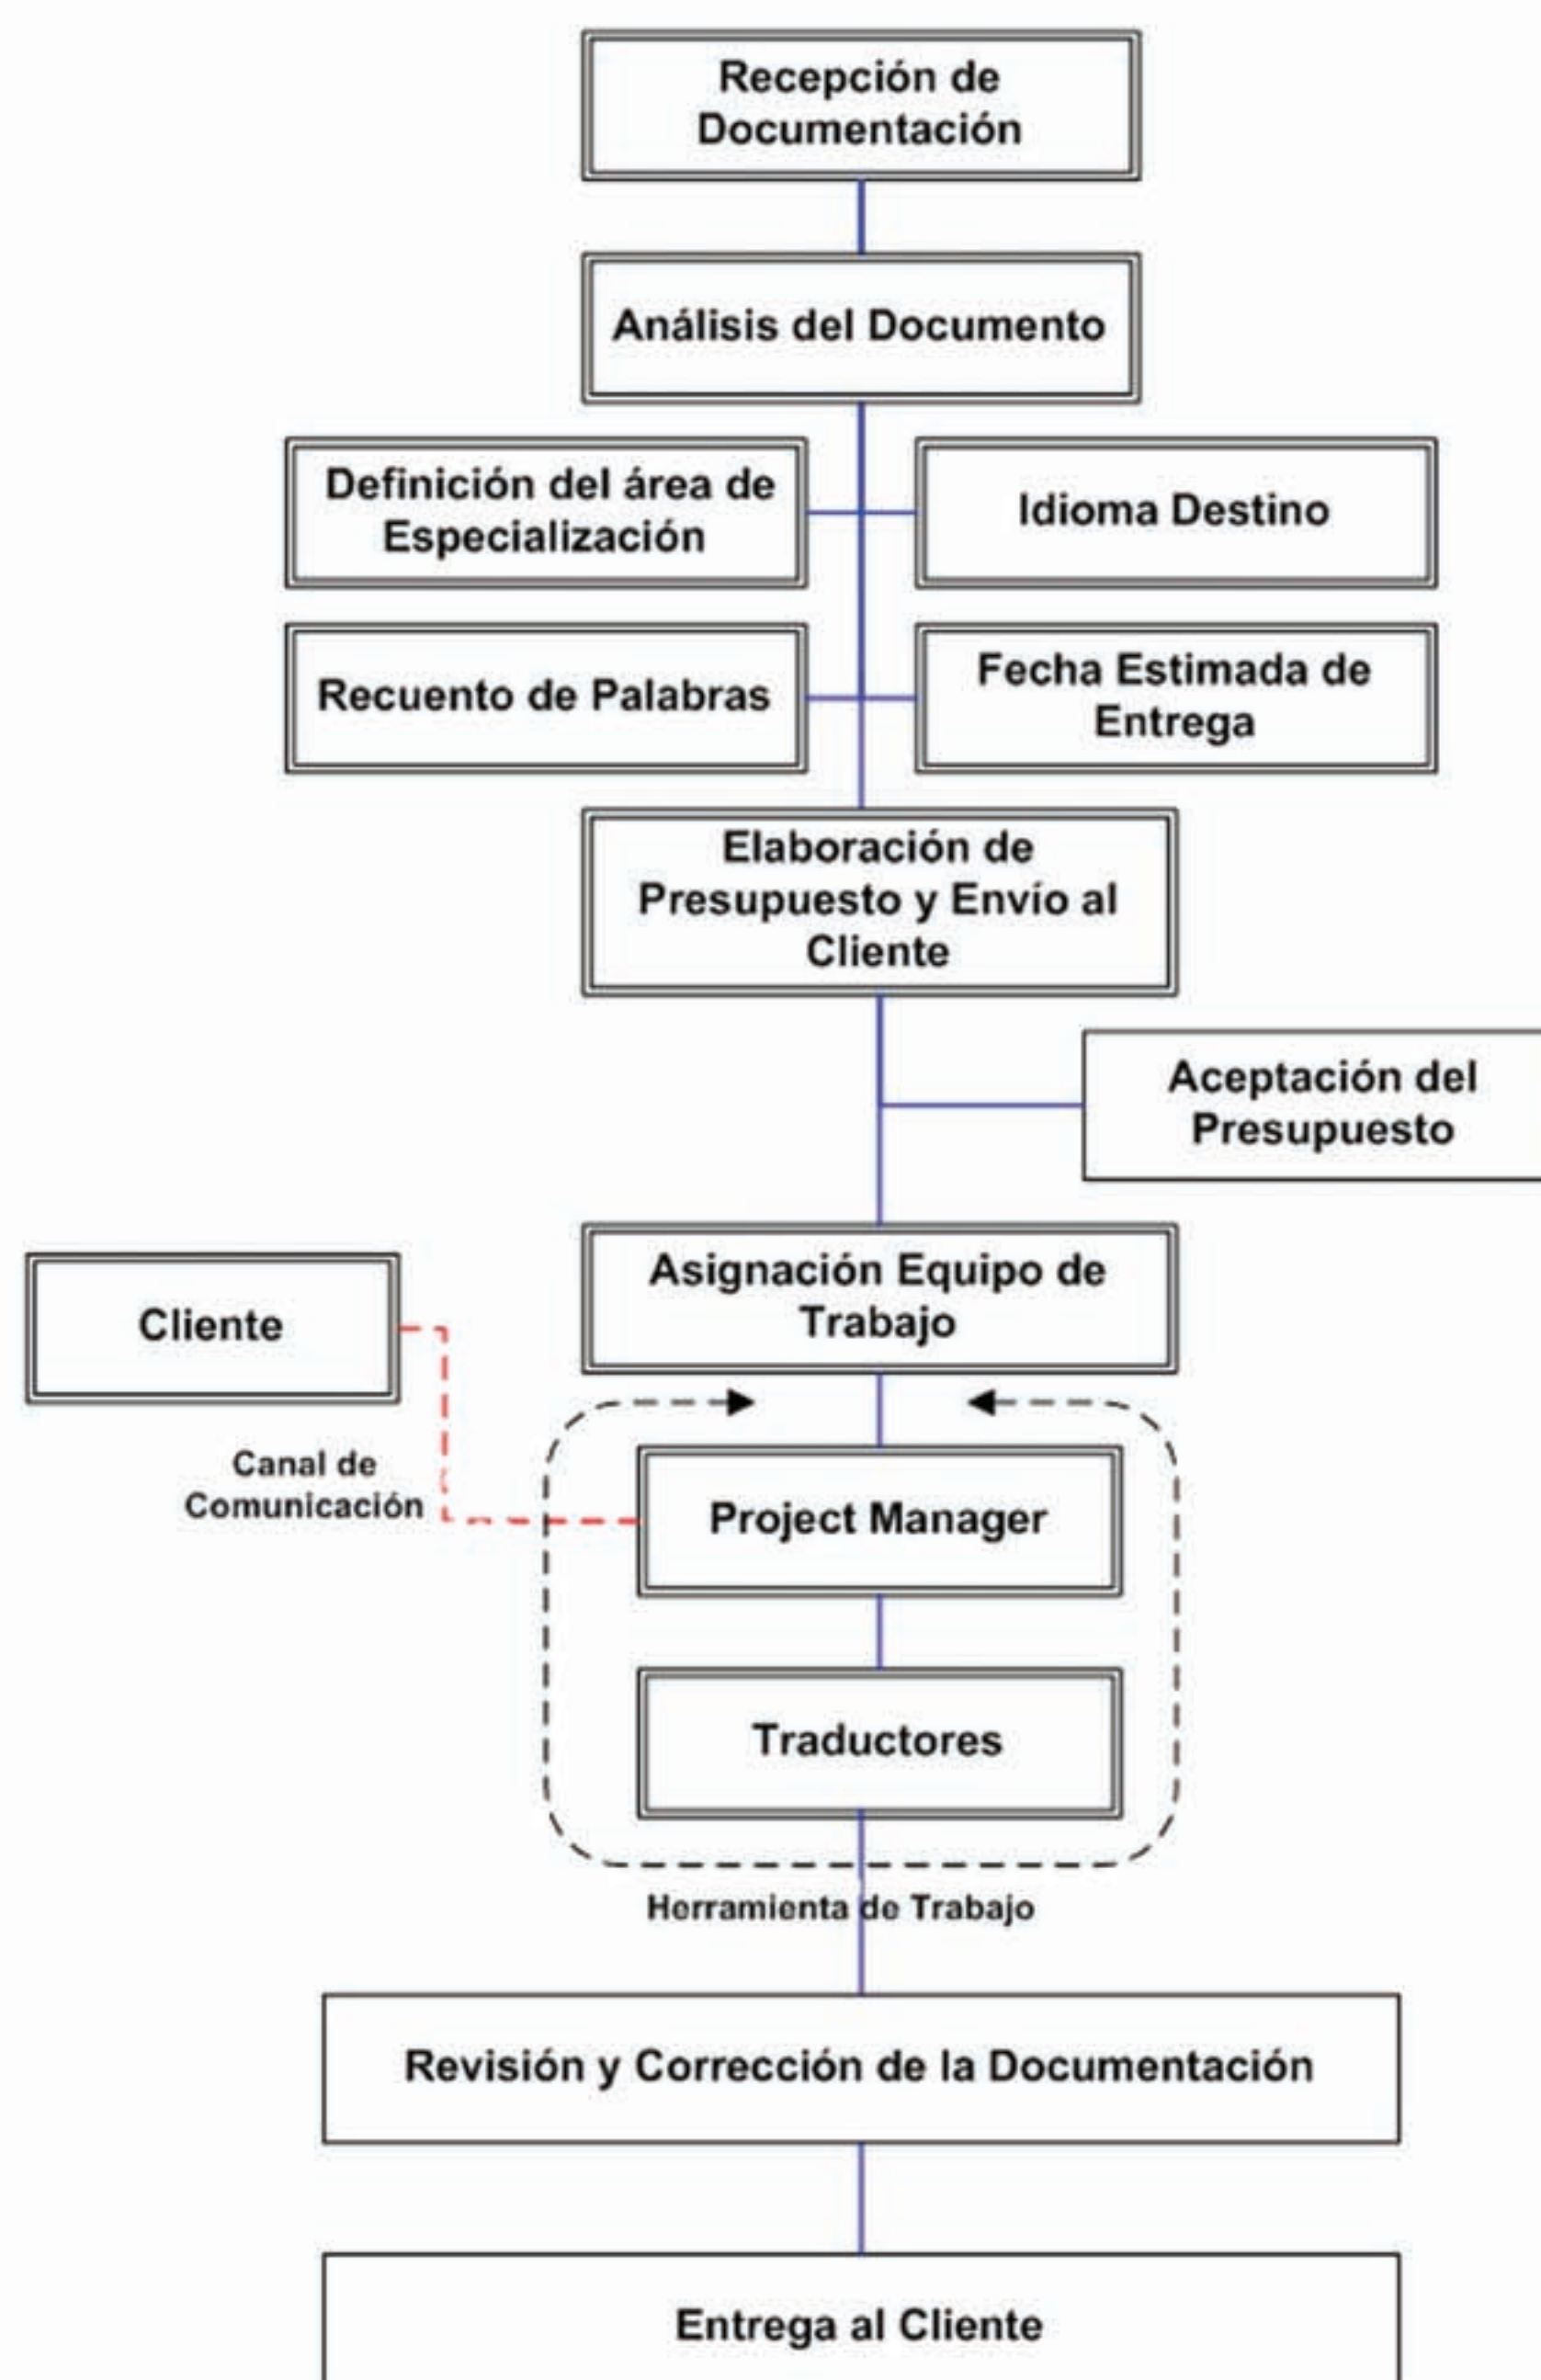 Recepción de
Documentación
Análisis del Documento
Definición del área de
Especialización
Idioma Destino
Recuento de Palabras
Fecha Estimada de
Entrega
Elaboración de
Presupuesto y Envío al
Cliente
Aceptación del
Presupuesto
Asignación Equipo de
Trabajo
Cliente
Canal de
Comunicación
Project Manager
Traductores
Herramienta de Trabajo
Revisión y Corrección de la Documentación
Entrega al Cliente